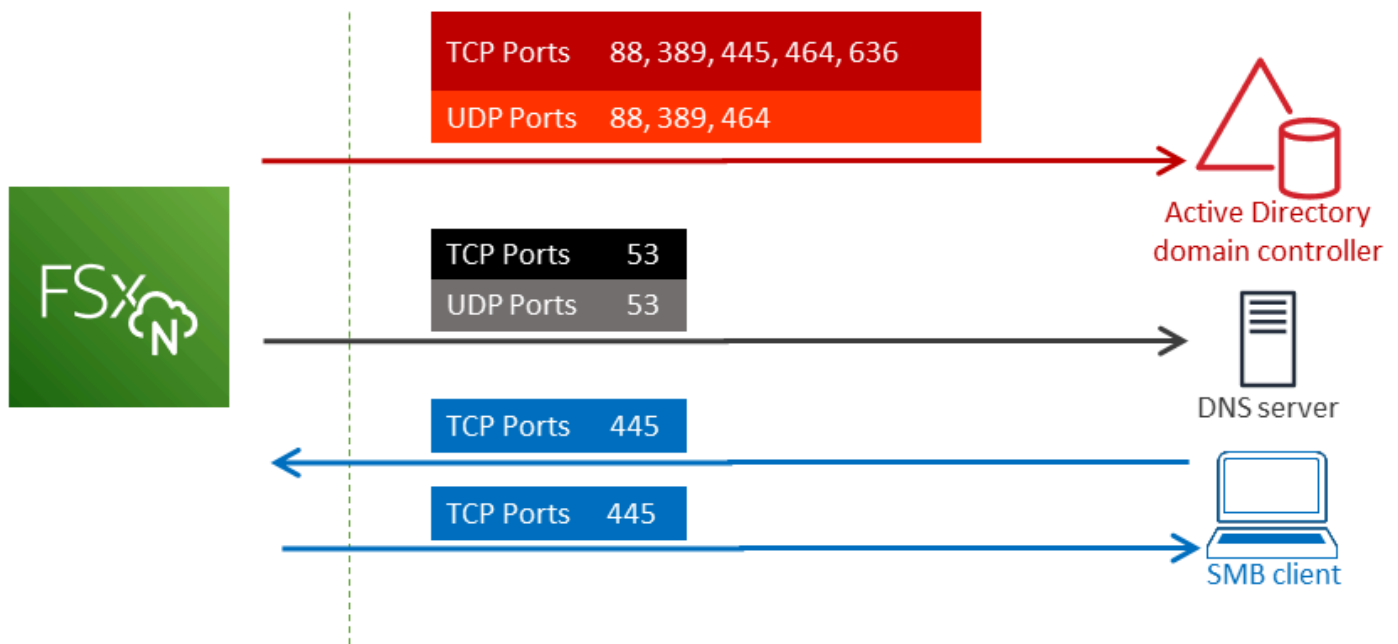 TCP Ports 88, 389, 445, 464, 636
UDP Ports 88, 389, 464
Active Directory
domain controller
FSx
N
TCP Ports 53
UDP Ports 53
DNS server
TCP Ports 445
TCP Ports 445
SMB client